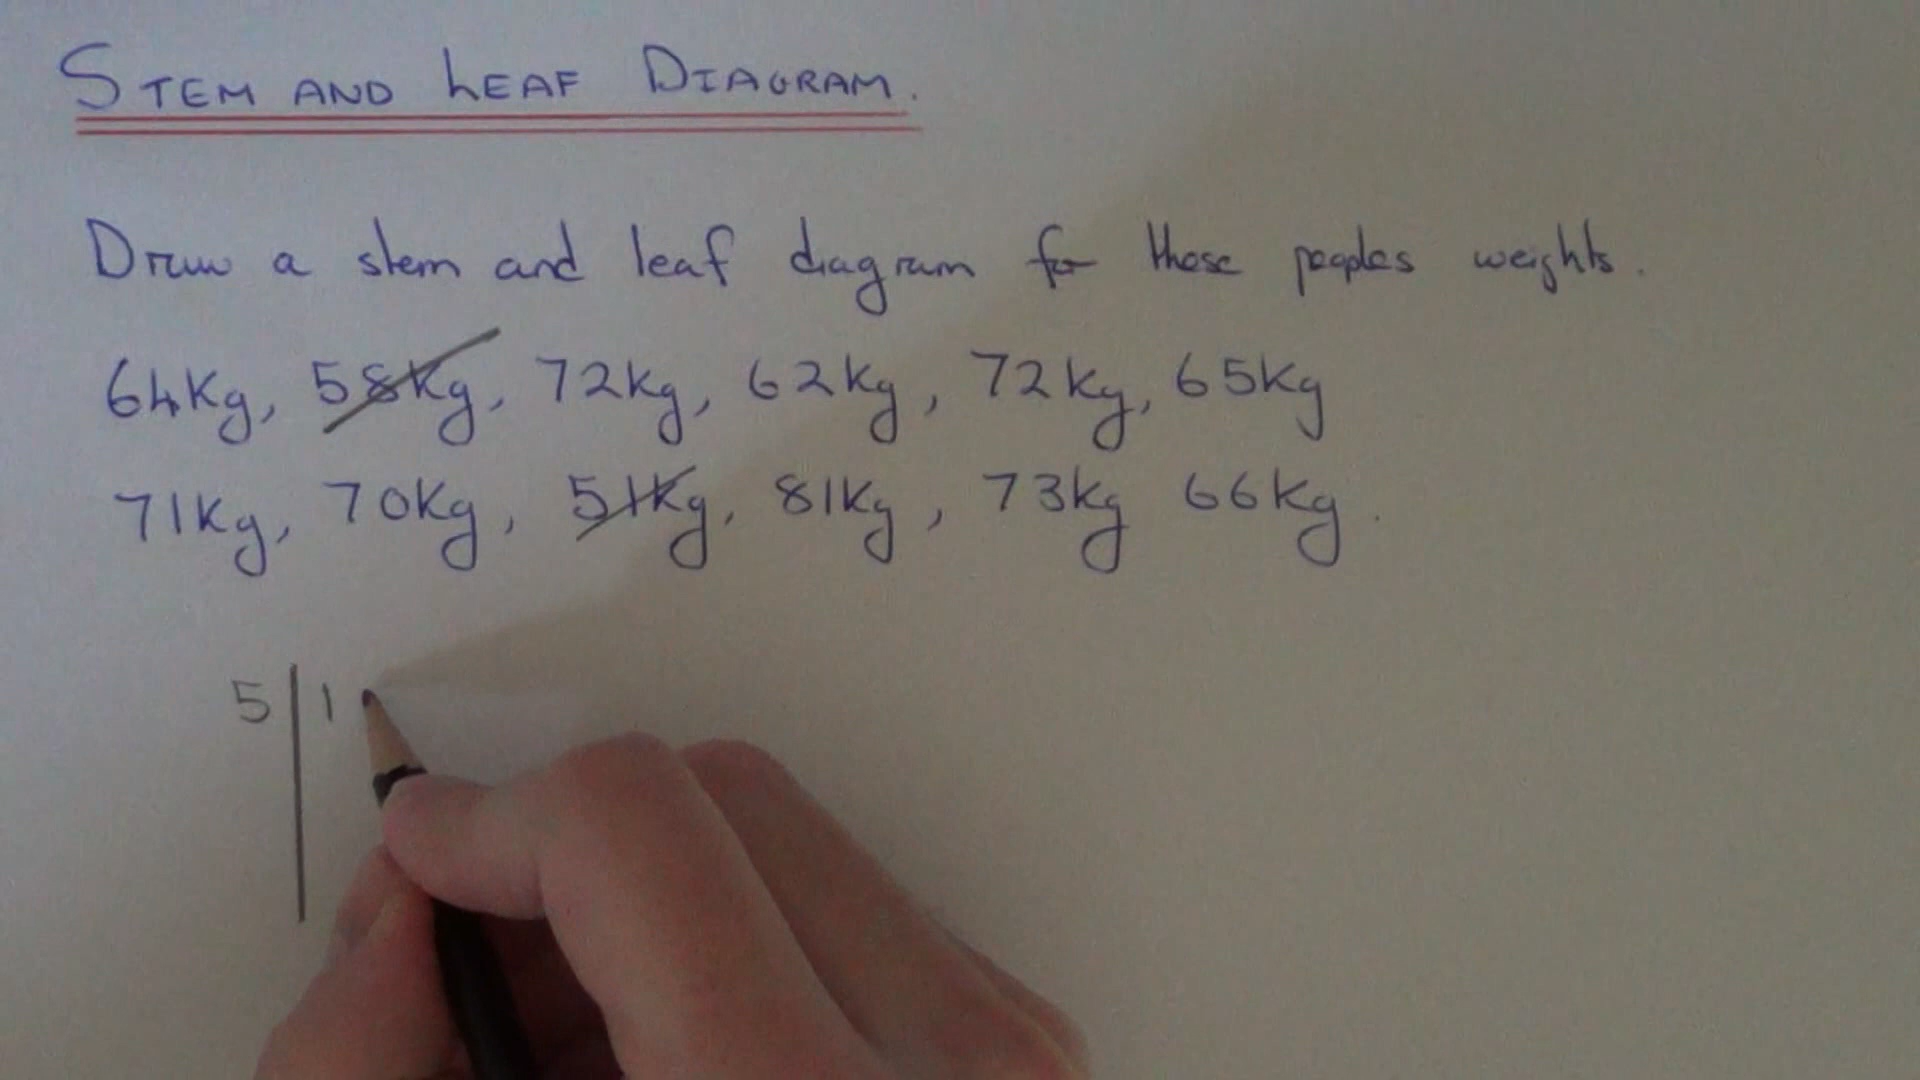 STEM AND LEAF DIAGRAM.
Draw a stem and leaf diagram for these peoples weights.
64Kg, 58Kg, 72Kg, 62Kg, 72Kg, 65Kg
71Kg, 70Kg, 51Kg, 81Kg, 73Kg 66Kg.
5 | 1